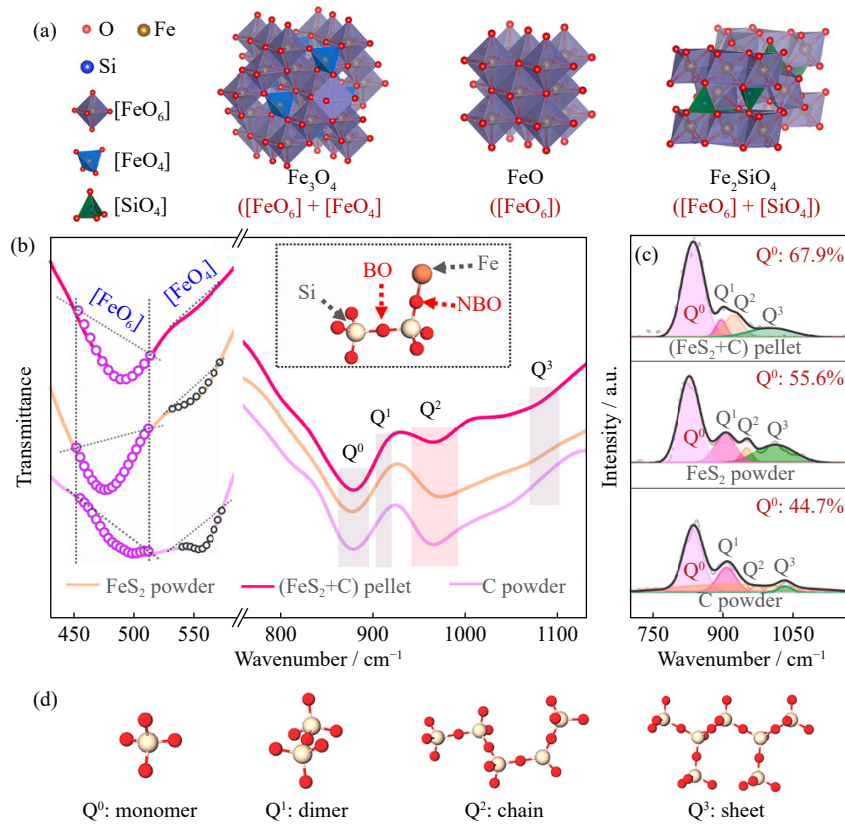 (a)
O
Fe
Si
[FeO₆]
[FeO₄]
[SiO₄]
Fe₃O₄
([FeO₆] + [FeO₄]
FeO
([FeO₆])
Fe₂SiO₄
([FeO₆] + [SiO₄])
(b)
Transmittance
[FeO₆]
[FeO₄]
Si
BO
Fe
NBO
Q⁰
Q¹
Q²
Q³
FeS₂ powder
(FeS₂+C) pellet
C powder
450
500
550
800
900
1000
1100
Wavenumber / cm⁻¹
(c)
Intensity / a.u.
Q⁰: 67.9%
Q⁰
Q¹
Q²
Q³
(FeS₂+C) pellet
Q⁰: 55.6%
Q⁰
Q¹
Q²
Q³
FeS₂ powder
Q⁰: 44.7%
Q⁰
Q¹
Q²
Q³
C powder
750
900
1050
Wavenumber / cm⁻¹
(d)
Q⁰: monomer
Q¹: dimer
Q²: chain
Q³: sheet